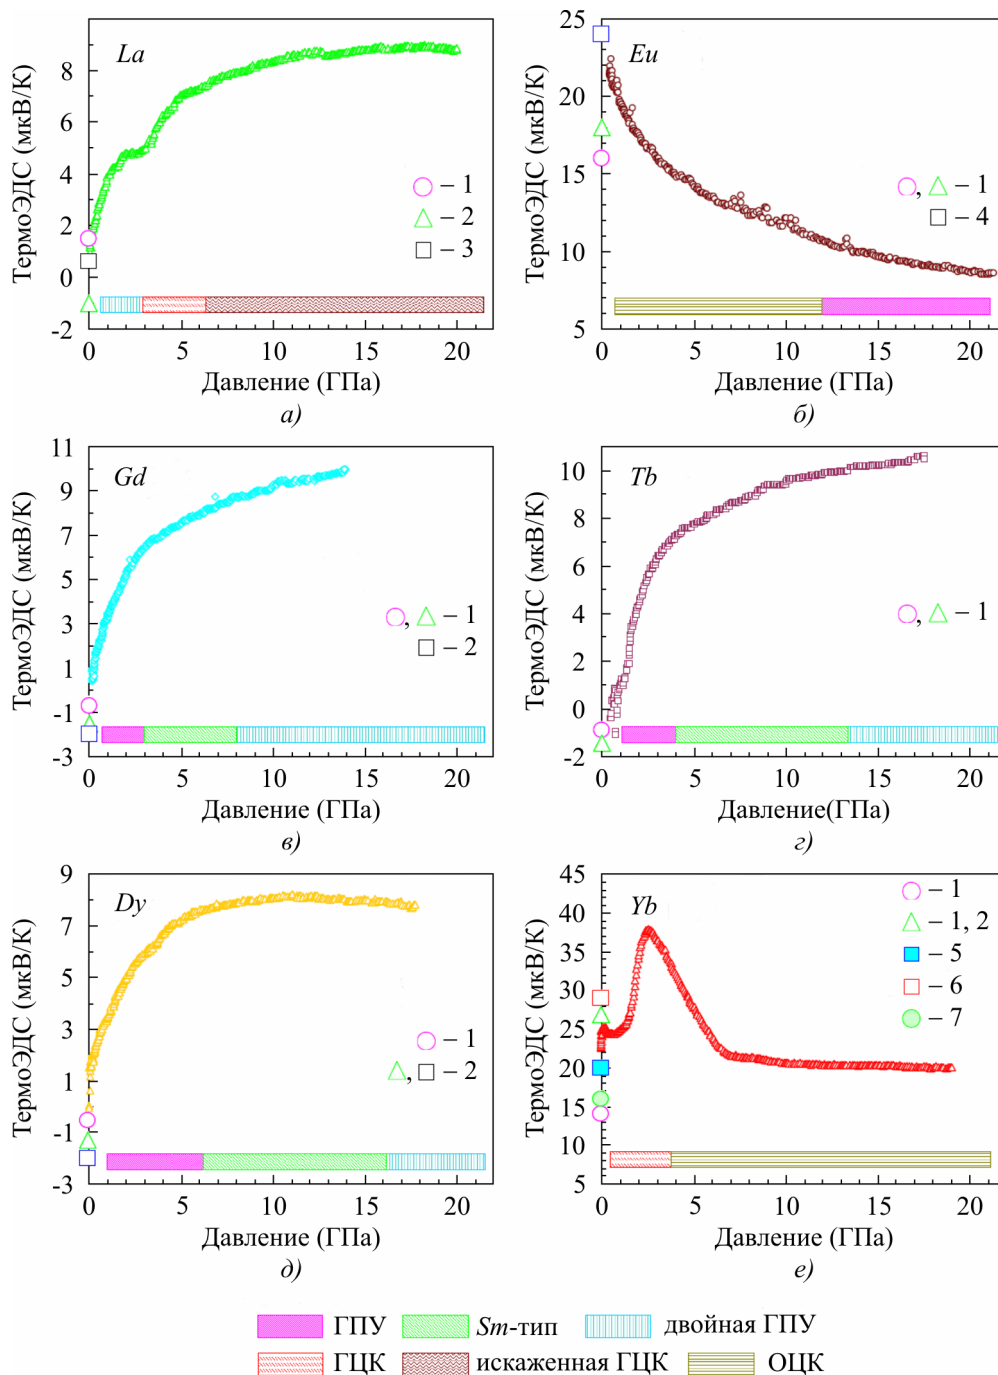 La
ТермоЭДС (мкВ/К)
8
6
4
2
0
-2
– 1
– 2
– 3
0 5 10 15 20
Давление (ГПа)
а)
Eu
ТермоЭДС (мкВ/К)
25
20
15
10
5
, – 1
– 4
0 5 10 15 20
Давление (ГПа)
б)
Gd
ТермоЭДС (мкВ/К)
11
9
7
5
3
1
-1
-3
, – 1
– 2
0 5 10 15 20
Давление (ГПа)
в)
Tb
ТермоЭДС (мкВ/К)
10
8
6
4
2
0
-2
, – 1
0 5 10 15 20
Давление(ГПа)
г)
Dy
ТермоЭДС (мкВ/К)
9
7
5
3
1
-1
-3
– 1
, – 2
0 5 10 15 20
Давление (ГПа)
д)
Yb
ТермоЭДС (мкВ/К)
45
40
35
30
25
20
15
10
5
– 1
– 1, 2
– 5
– 6
– 7
0 5 10 15 20
Давление (ГПа)
е)
ГПУ Sm-тип двойная ГПУ
ГЦК искаженная ГЦК ОЦК